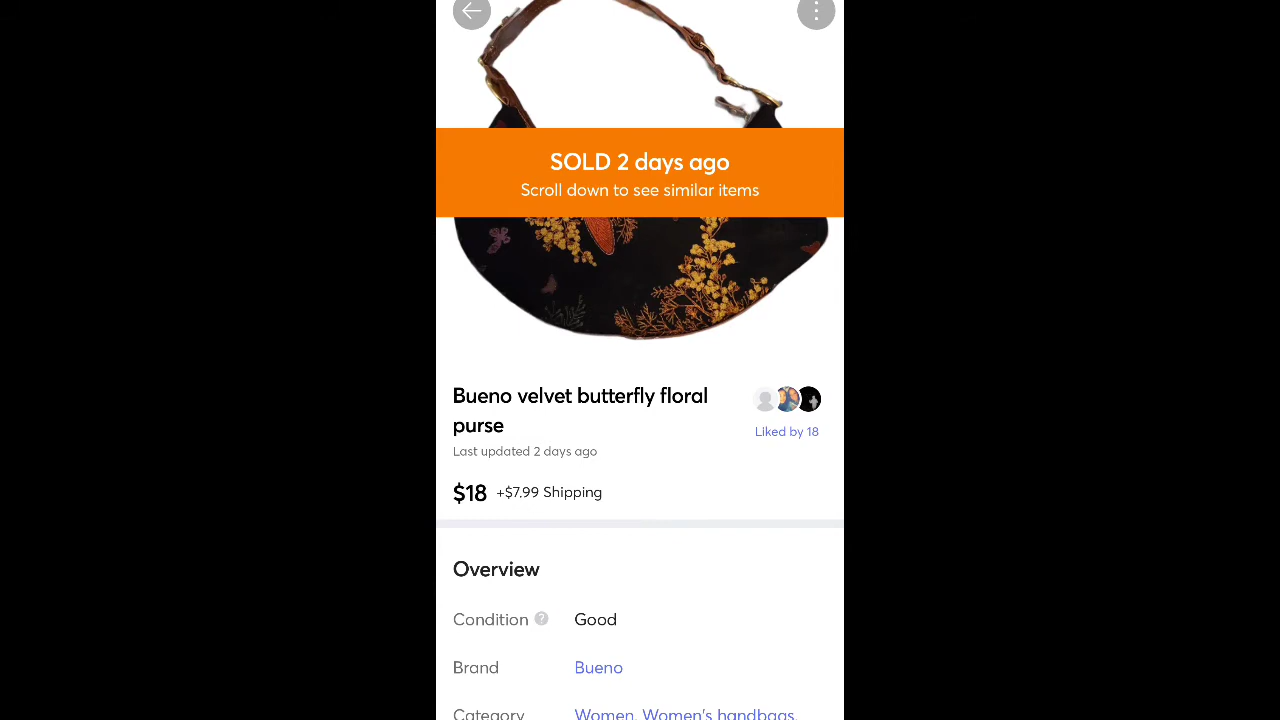 SOLD 2 days ago
Scroll down to see similar items
Bueno velvet butterfly floral
purse
Liked by 18
Last updated 2 days ago
$18 +$7.99 Shipping
Overview
Condition ? Good
Brand Bueno
Category Women, Women's handbags,